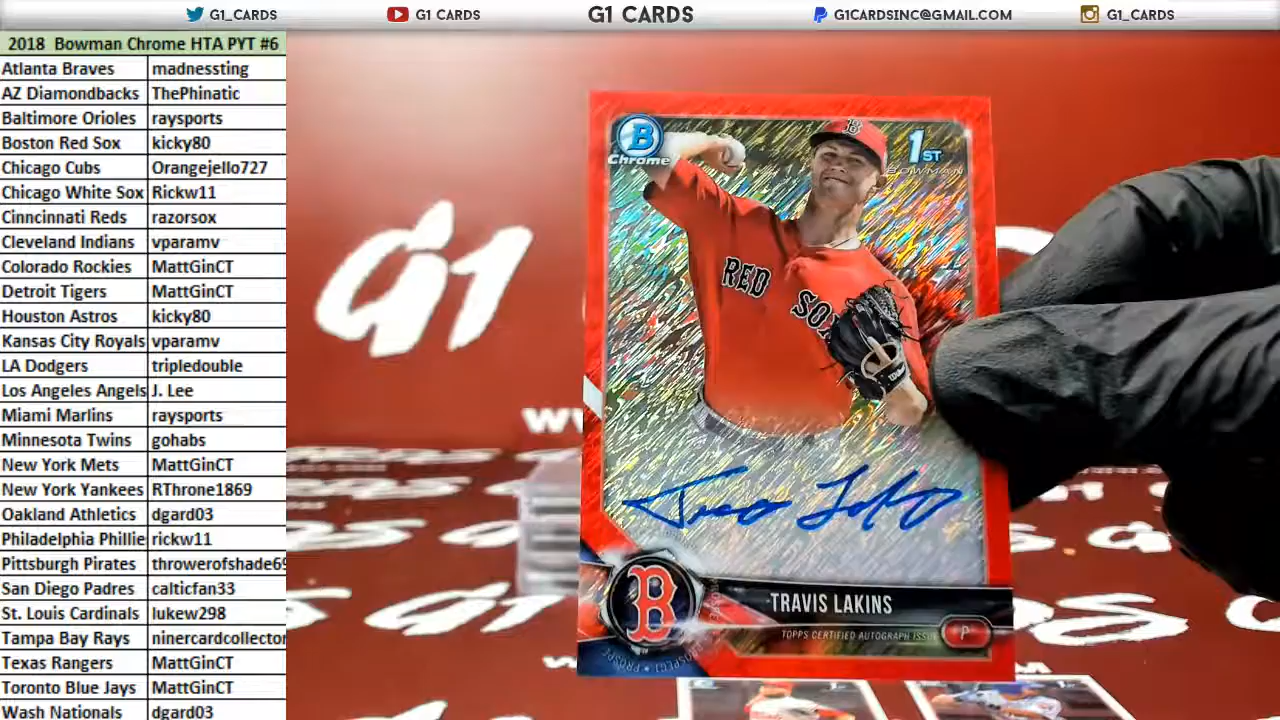 G1_CARDS
G1 CARDS
G1 CARDS
G1CARDSINC@GMAIL.COM
G1_CARDS
2018 Bowman Chrome HTA PYT #6
Atlanta Braves madnessting
AZ Diamondbacks ThePhinatic
Baltimore Orioles raysports
Boston Red Sox kicky80
Chicago Cubs Orangejello727
Chicago White Sox Rickw11
Cinncinnati Reds razorsox
Cleveland Indians vparamv
Colorado Rockies MattGinCT
Detroit Tigers MattGinCT
Houston Astros kicky80
Kansas City Royals vparamv
LA Dodgers tripledouble
Los Angeles Angels J. Lee
Miami Marlins raysports
Minnesota Twins gohabs
New York Mets MattGinCT
New York Yankees RThrone1869
Oakland Athletics dgard03
Philadelphia Phillie rickw11
Pittsburgh Pirates throwerofshade69
San Diego Padres calticfan33
St. Louis Cardinals lukew298
Tampa Bay Rays ninercardcollector
Texas Rangers MattGinCT
Toronto Blue Jays MattGinCT
Wash Nationals dgard03
G1
B
Chrome
1ST
BOWMAN
B
RED SOX
B
TRAVIS LAKINS
TOPPS CERTIFIED AUTOGRAPH ISSUE
P